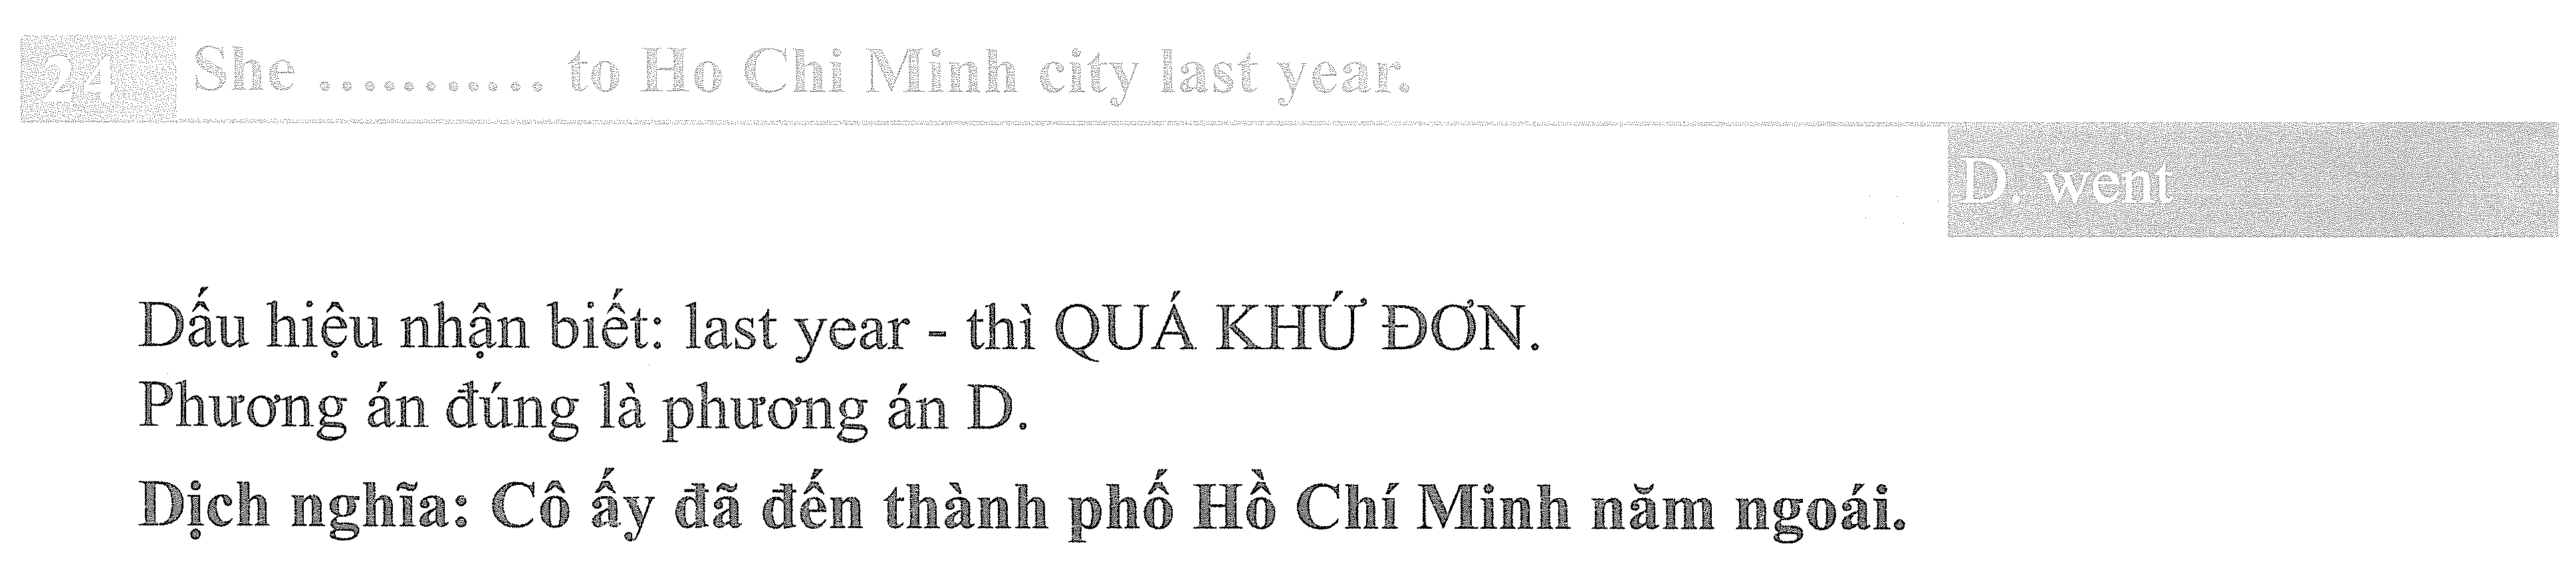 24 She ........... to Ho Chi Minh city last year.
D. went
Dấu hiệu nhận biết: last year - thì QUÁ KHỨ ĐƠN.
Phương án đúng là phương án D.
Dịch nghĩa: Cô ấy đã đến thành phố Hồ Chí Minh năm ngoái.